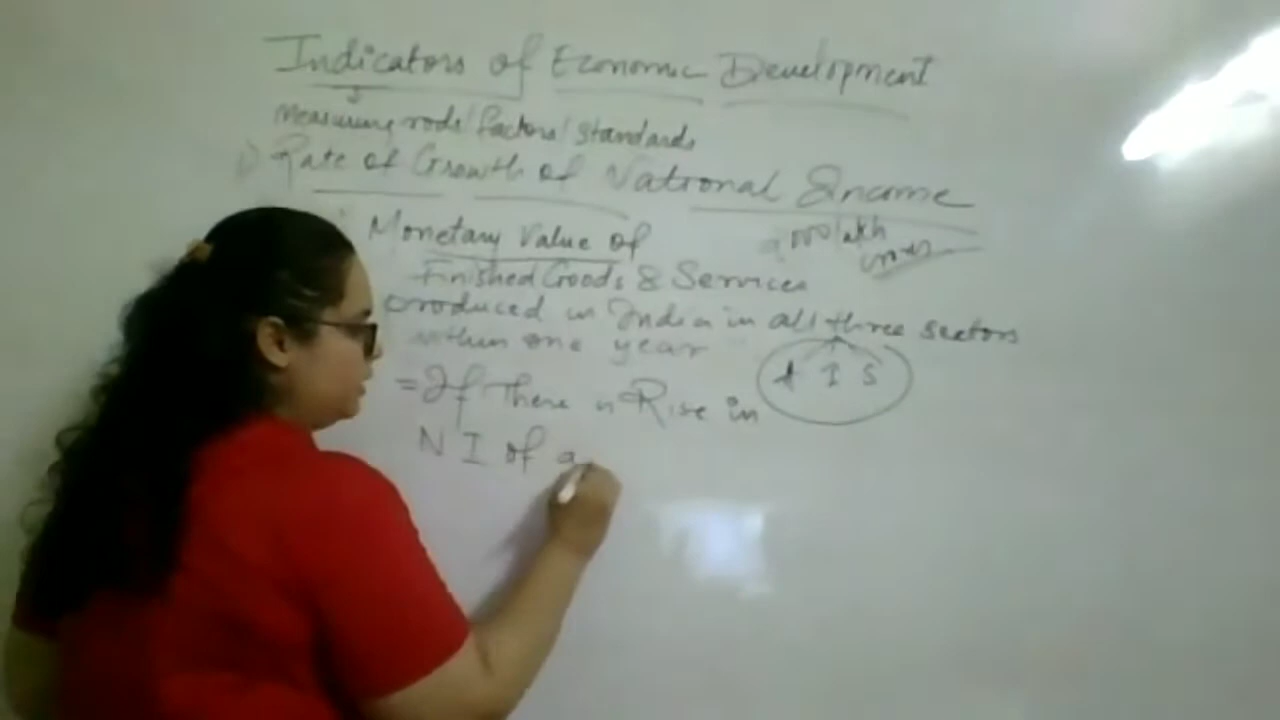 Indicators of Economic Development
Measuring rods/factors/standards
Rate of Growth of National Income
Monetary Value of
lakh
Finished Goods & Services
produced in India in all three sectors
within one year
A I S
= If There is Rise in
N I of a